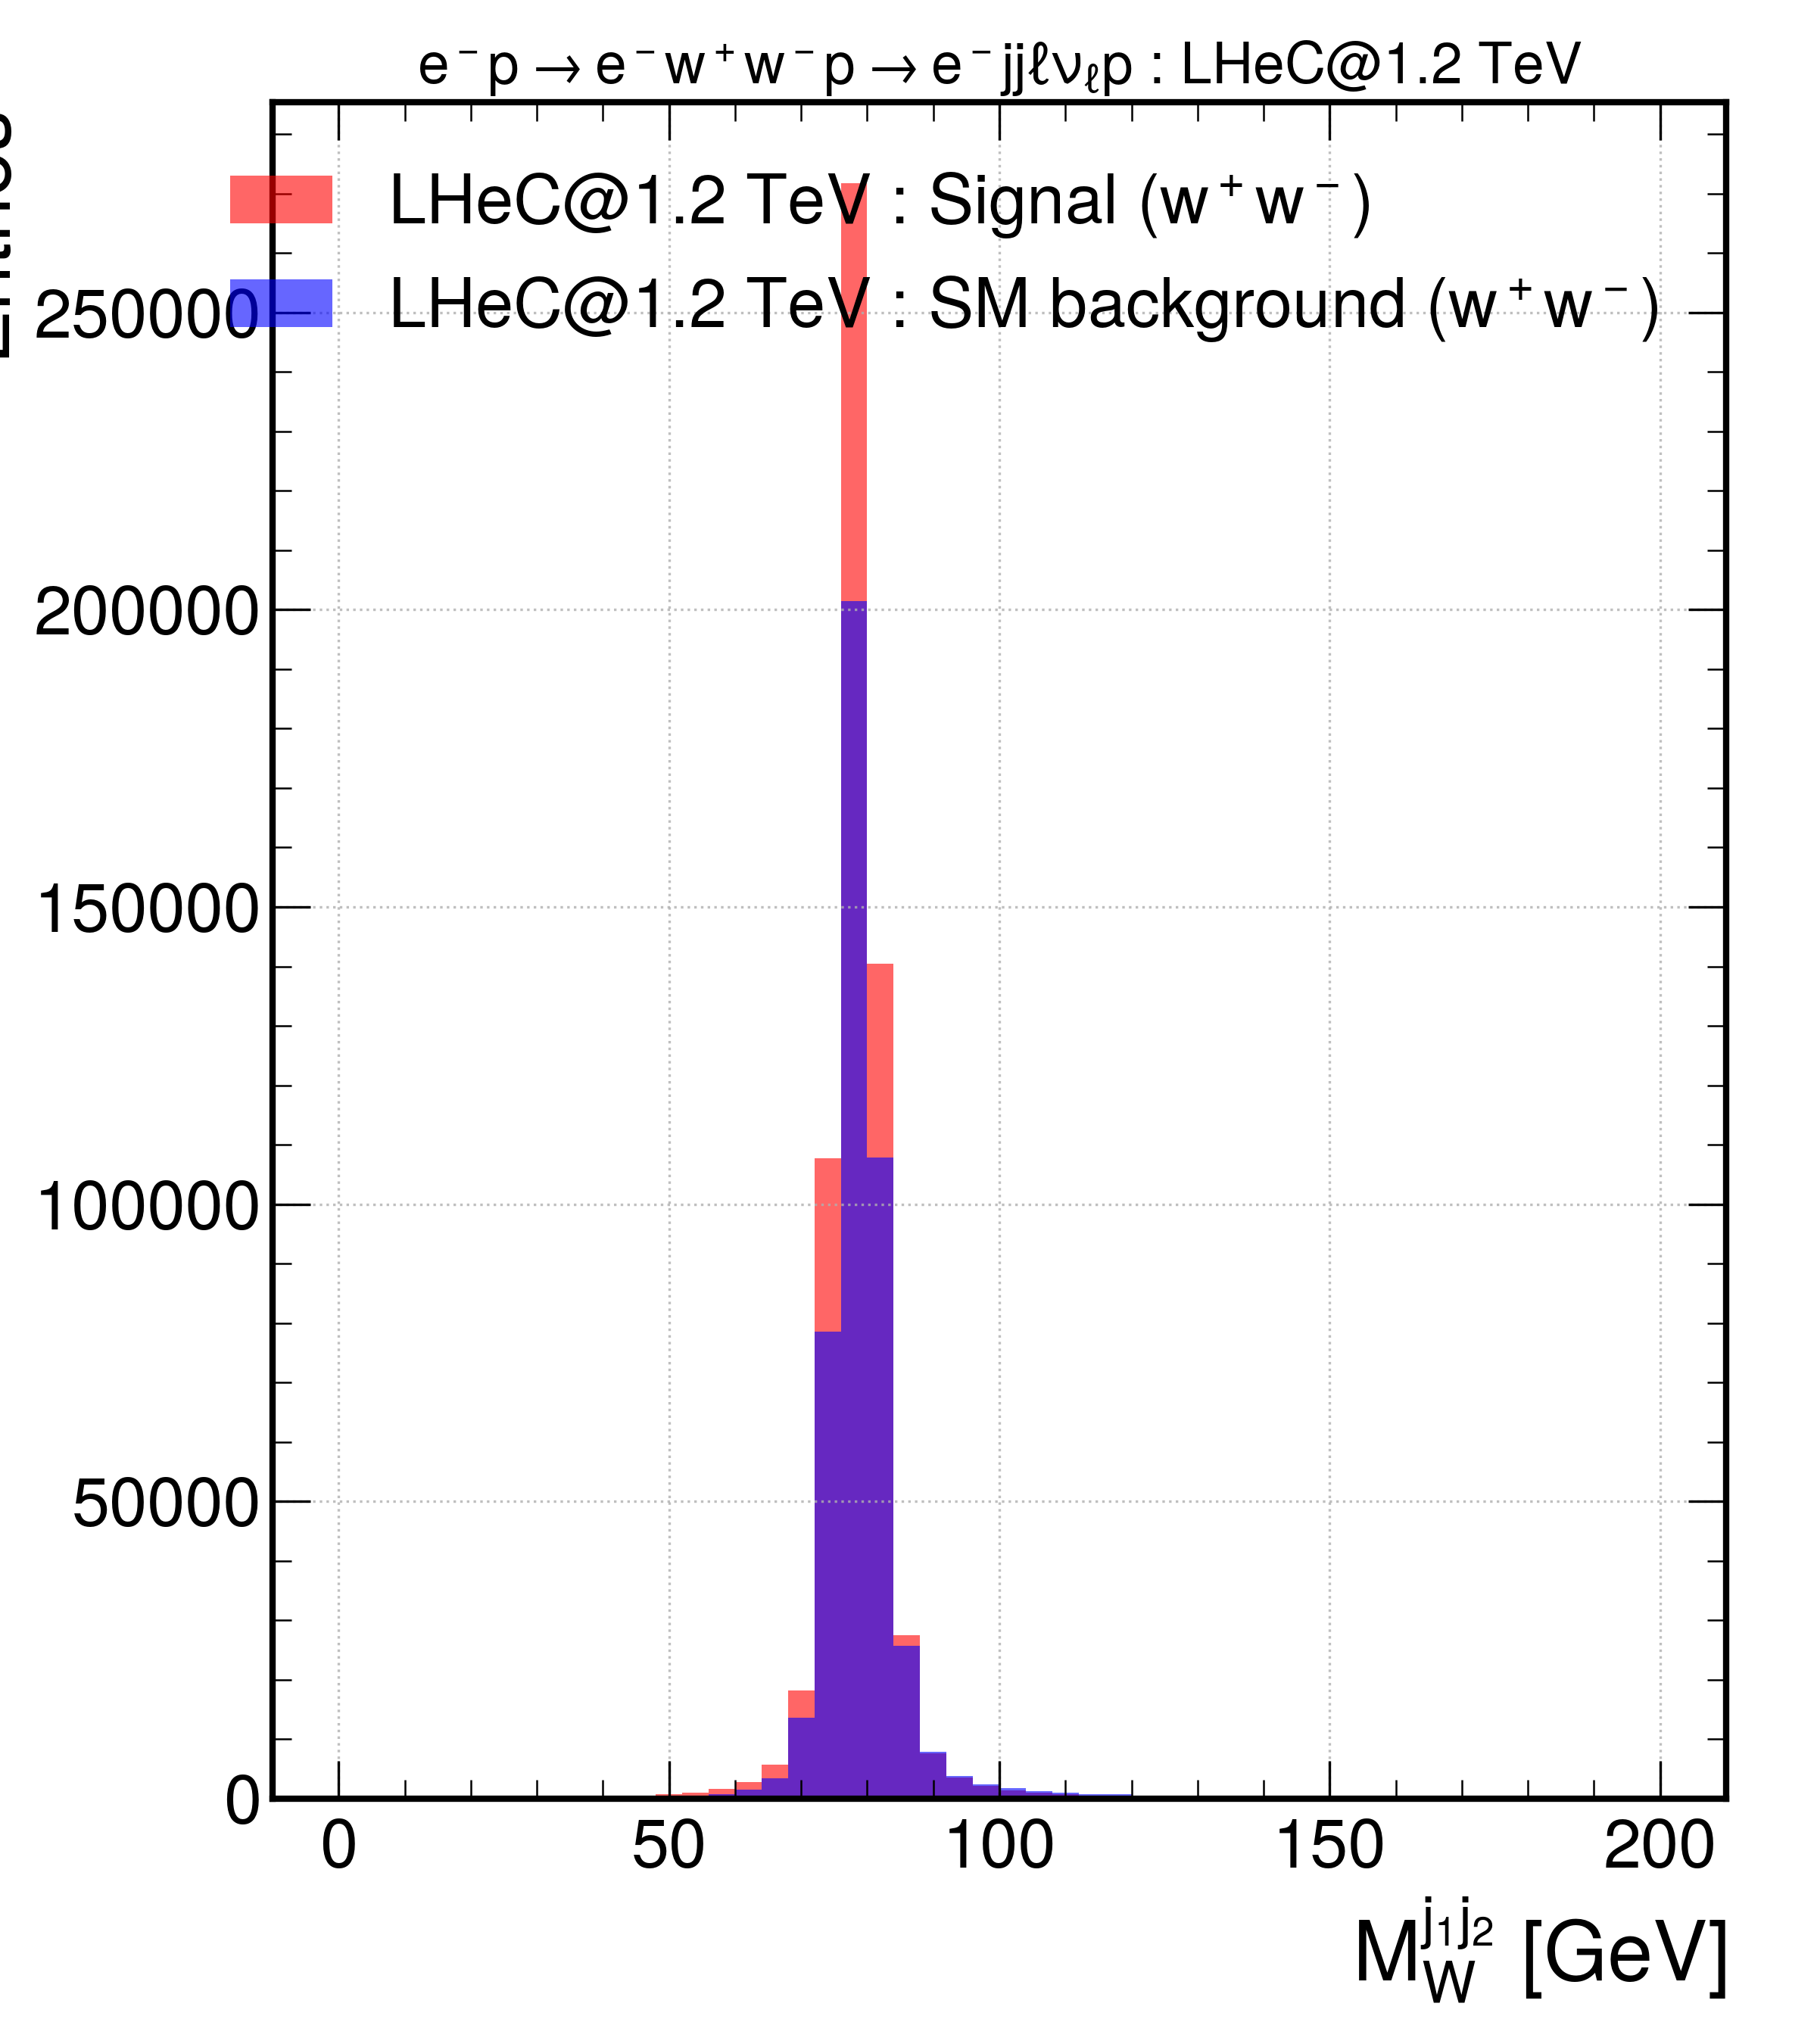 e⁻p → e⁻w⁺w⁻p → e⁻jjℓν_ℓp : LHeC@1.2 TeV
LHeC@1.2 TeV : Signal (w⁺w⁻)
LHeC@1.2 TeV : SM background (w⁺w⁻)
250000
200000
150000
100000
50000
0
0 50 100 150 200
M_W^{j₁j₂} [GeV]